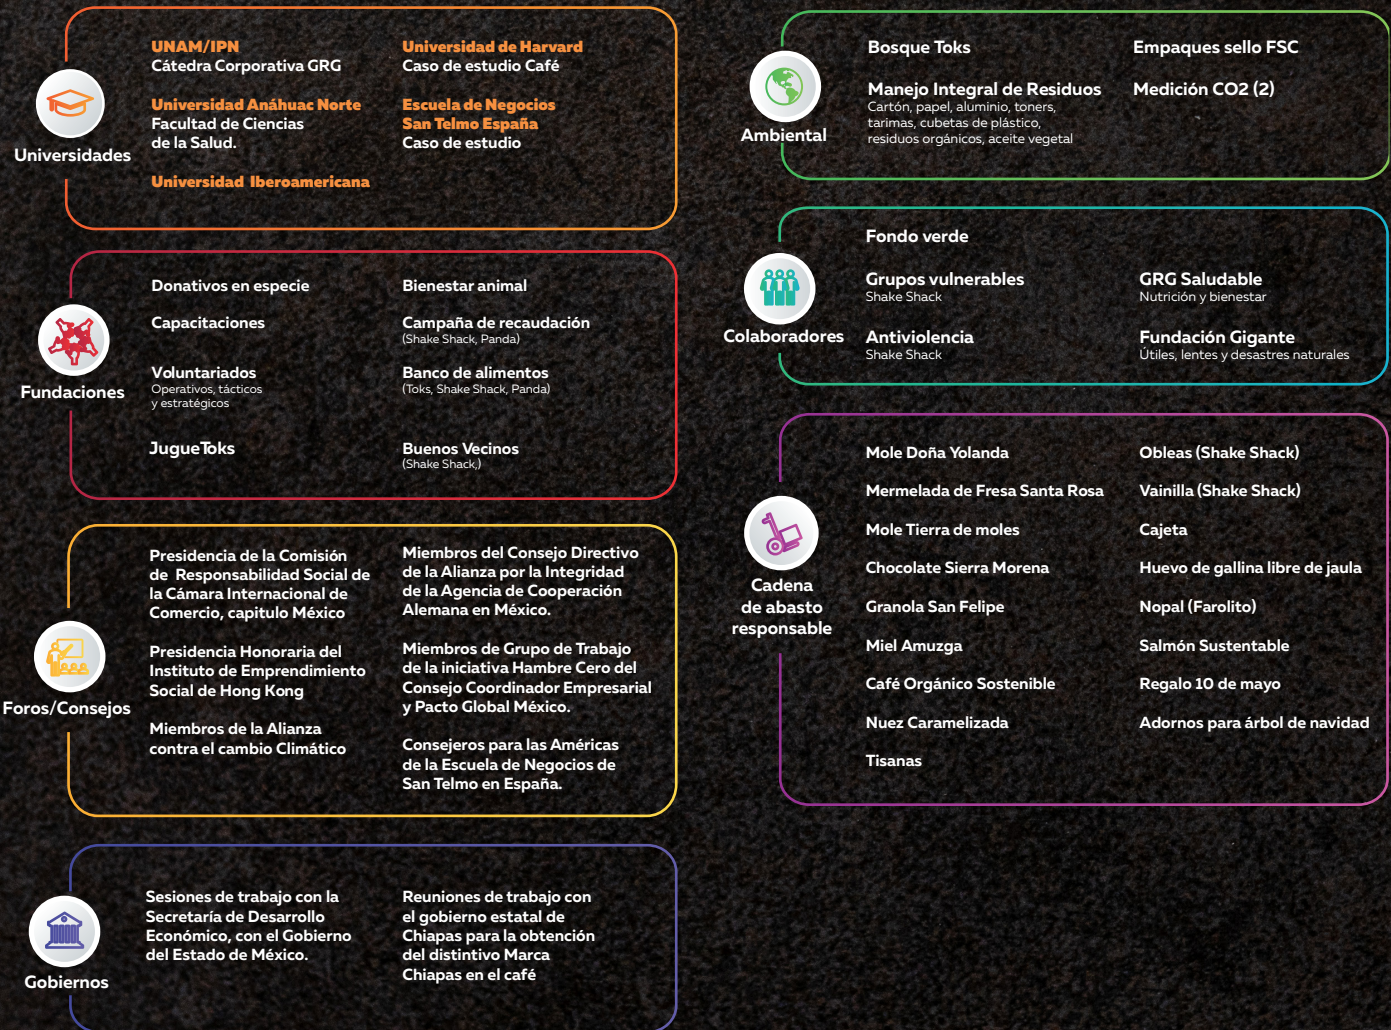 Universidades
UNAM/IPN
Cátedra Corporativa GRG
Universidad Anáhuac Norte
Facultad de Ciencias
de la Salud.
Universidad Iberoamericana
Universidad de Harvard
Caso de estudio Café
Escuela de Negocios
San Telmo España
Caso de estudio
Fundaciones
Donativos en especie
Capacitaciones
Voluntariados
Operativos, tácticos
y estratégicos
JugueToks
Bienestar animal
Campaña de recaudación
(Shake Shack, Panda)
Banco de alimentos
(Toks, Shake Shack, Panda)
Buenos Vecinos
(Shake Shack,)
Foros/Consejos
Presidencia de la Comisión
de Responsabilidad Social de
la Cámara Internacional de
Comercio, capitulo México
Presidencia Honoraria del
Instituto de Emprendimiento
Social de Hong Kong
Miembros de la Alianza
contra el cambio Climático
Miembros del Consejo Directivo
de la Alianza por la Integridad
de la Agencia de Cooperación
Alemana en México.
Miembros de Grupo de Trabajo
de la iniciativa Hambre Cero del
Consejo Coordinador Empresarial
y Pacto Global México.
Consejeros para las Américas
de la Escuela de Negocios de
San Telmo en España.
Gobiernos
Sesiones de trabajo con la
Secretaría de Desarrollo
Económico, con el Gobierno
del Estado de México.
Reuniones de trabajo con
el gobierno estatal de
Chiapas para la obtención
del distintivo Marca
Chiapas en el café
Ambiental
Bosque Toks
Manejo Integral de Residuos
Cartón, papel, aluminio, toners,
tarimas, cubetas de plástico,
residuos orgánicos, aceite vegetal
Empaques sello FSC
Medición CO2 (2)
Colaboradores
Fondo verde
Grupos vulnerables
Shake Shack
Antiviolencia
Shake Shack
GRG Saludable
Nutrición y bienestar
Fundación Gigante
Útiles, lentes y desastres naturales
Cadena
de abasto
responsable
Mole Doña Yolanda
Mermelada de Fresa Santa Rosa
Mole Tierra de moles
Chocolate Sierra Morena
Granola San Felipe
Miel Amuzga
Café Orgánico Sostenible
Nuez Caramelizada
Tisanas
Obleas (Shake Shack)
Vainilla (Shake Shack)
Cajeta
Huevo de gallina libre de jaula
Nopal (Farolito)
Salmón Sustentable
Regalo 10 de mayo
Adornos para árbol de navidad